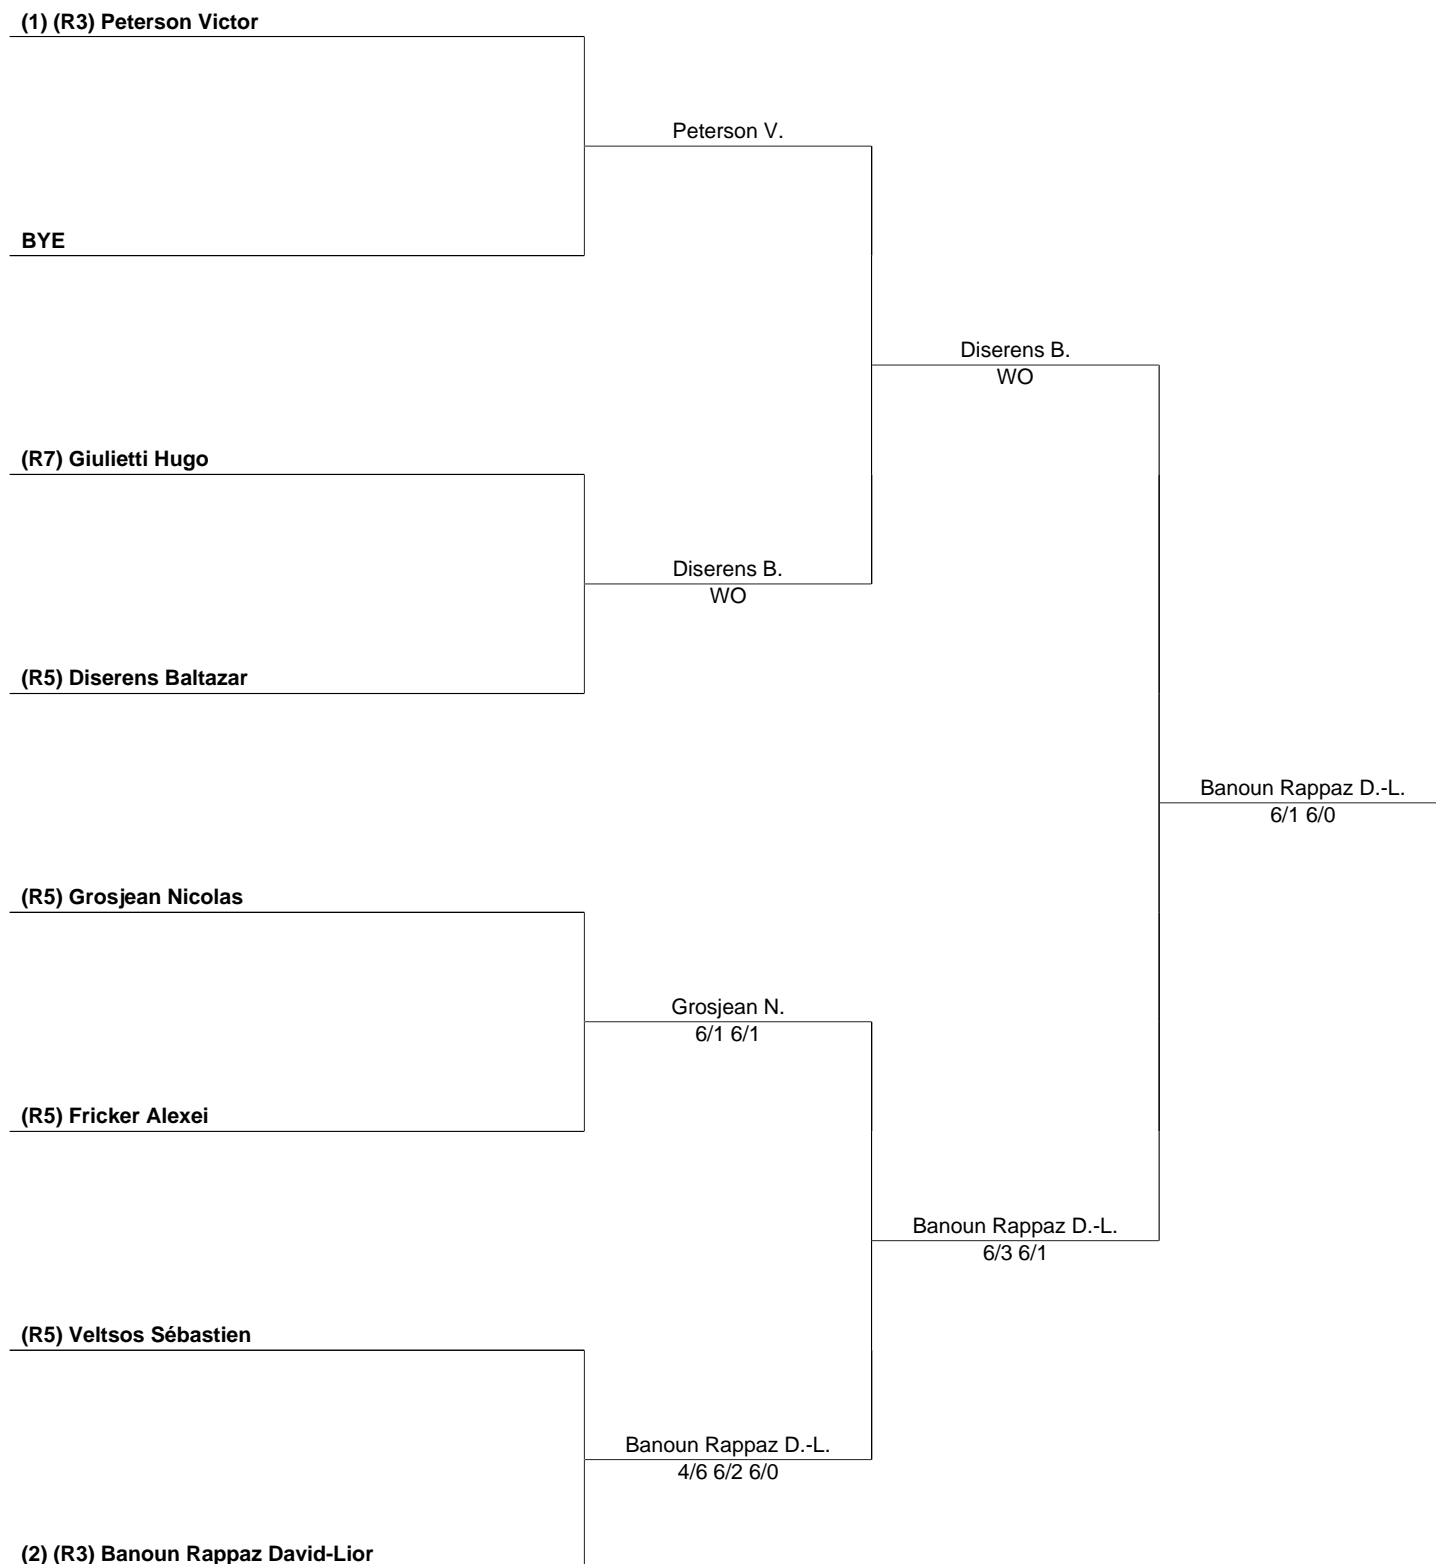 (1) (R3) Peterson Victor
Peterson V.
BYE
Diserens B.
WO
(R7) Giulietti Hugo
Diserens B.
WO
(R5) Diserens Baltazar
Banoun Rappaz D.-L.
6/1 6/0
(R5) Grosjean Nicolas
Grosjean N.
6/1 6/1
(R5) Fricker Alexei
Banoun Rappaz D.-L.
6/3 6/1
(R5) Veltsos Sébastien
Banoun Rappaz D.-L.
4/6 6/2 6/0
(2) (R3) Banoun Rappaz David-Lior